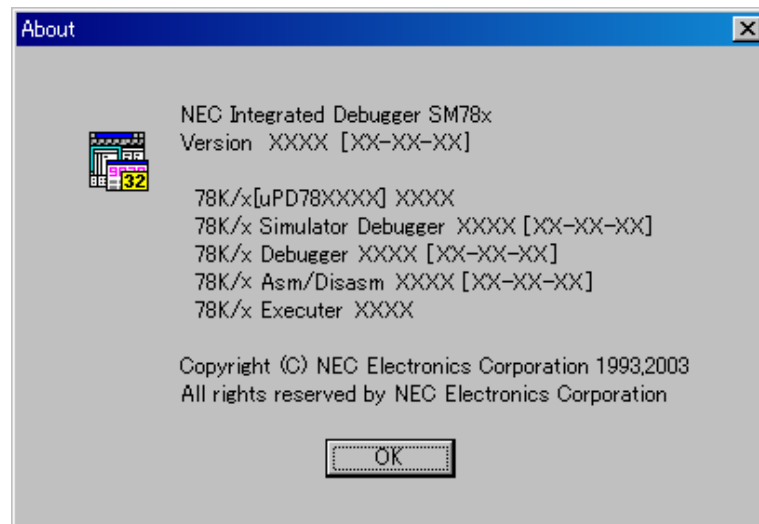 About
NEC Integrated Debugger SM78x
Version XXXX [XX-XX-XX]
78K/x[uPD78XXXX] XXXX
78K/x Simulator Debugger XXXX [XX-XX-XX]
78K/x Debugger XXXX [XX-XX-XX]
78K/x Asm/Disasm XXXX [XX-XX-XX]
78K/x Executer XXXX
Copyright (C) NEC Electronics Corporation 1993,2003
All rights reserved by NEC Electronics Corporation
32
OK